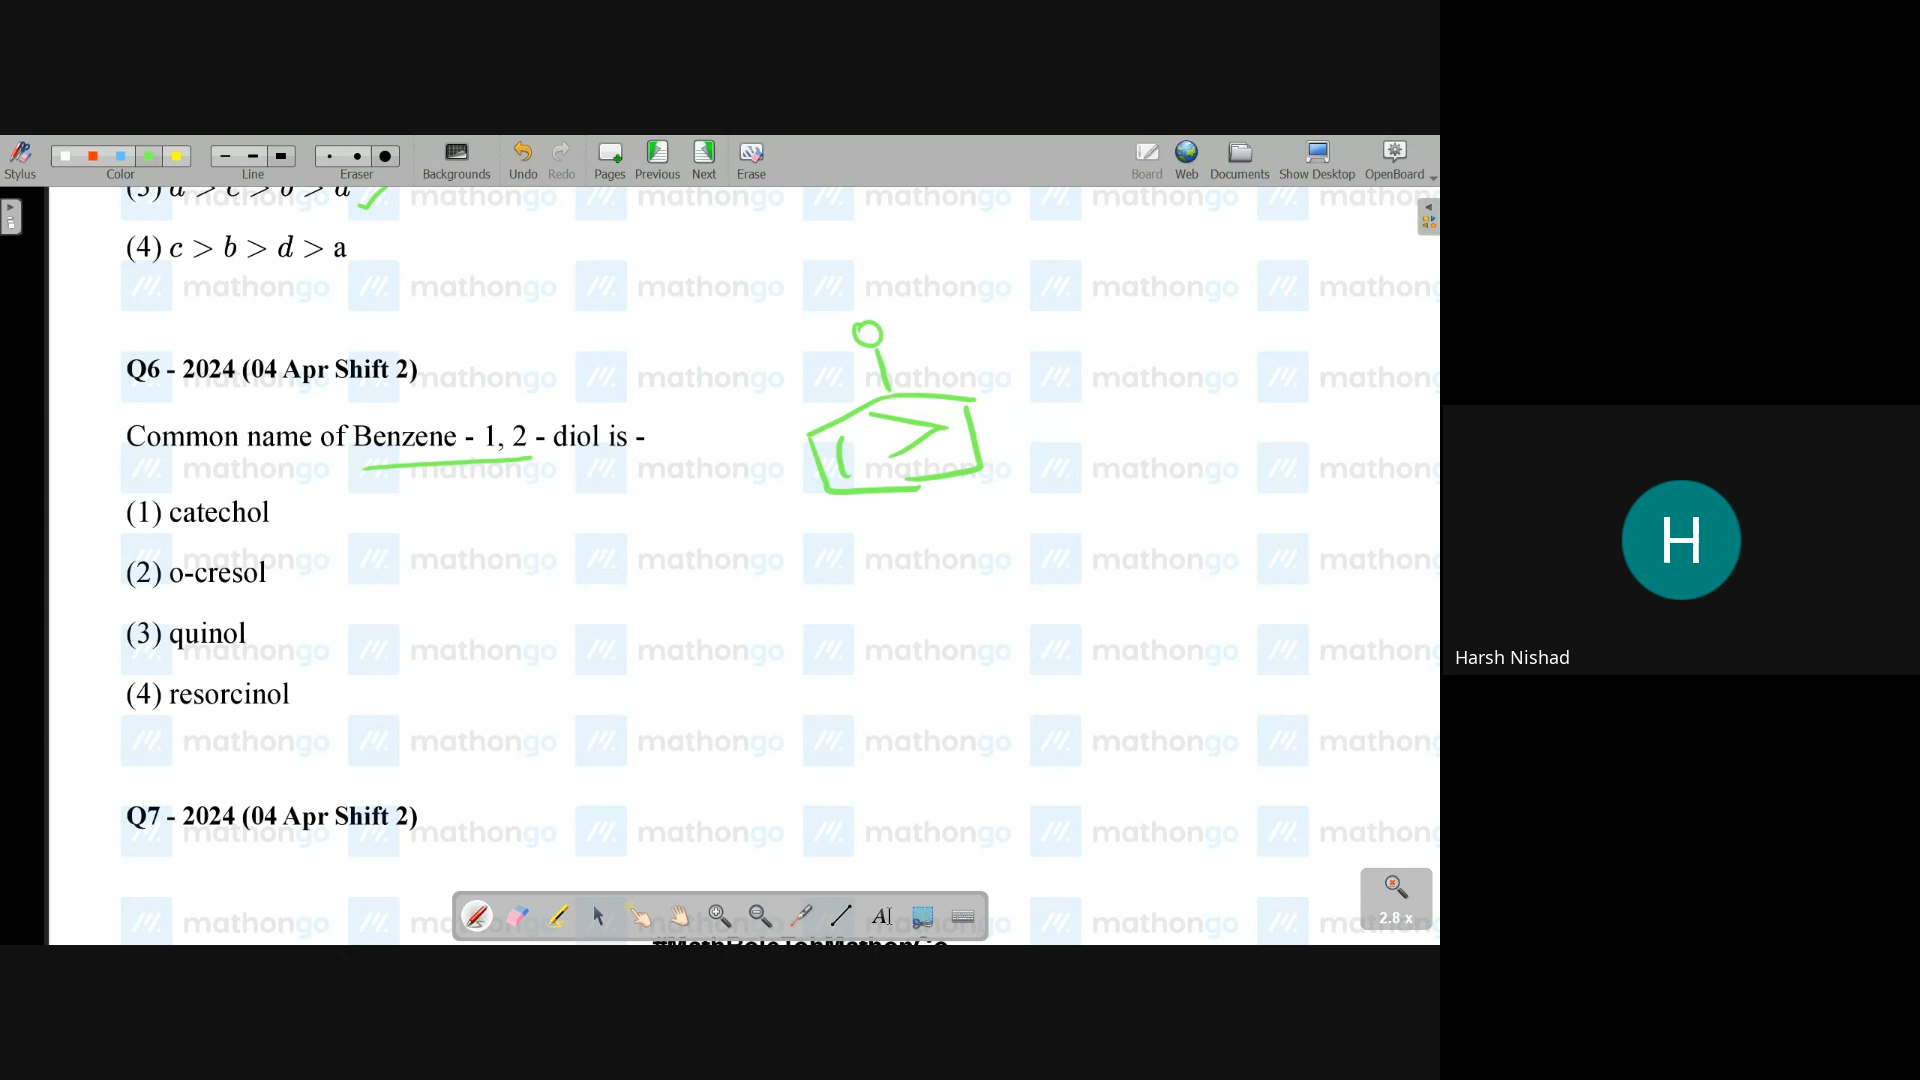 Stylus
Color
Line
Eraser
Backgrounds
Undo
Redo
Pages
Previous
Next
Erase
Board
Web
Documents
Show Desktop
OpenBoard
(4) c > b > d > a
Q6 - 2024 (04 Apr Shift 2)
Common name of Benzene - 1, 2 - diol is -
(1) catechol
(2) o-cresol
(3) quinol
(4) resorcinol
Q7 - 2024 (04 Apr Shift 2)
mathongo
2.8 x
H
Harsh Nishad